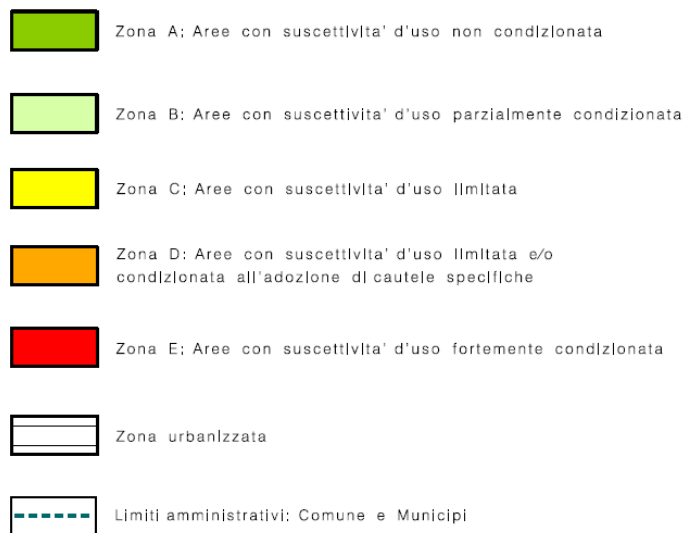 Zona A: Aree con suscettivita' d'uso non condizionata
Zona B: Aree con suscettivita' d'uso parzialmente condizionata
Zona C: Aree con suscettivita' d'uso limitata
Zona D: Aree con suscettivita' d'uso limitata e/o
condizionata all'adozione di cautele specifiche
Zona E: Aree con suscettivita' d'uso fortemente condizionata
Zona urbanizzata
Limiti amministrativi: Comune e Municipi